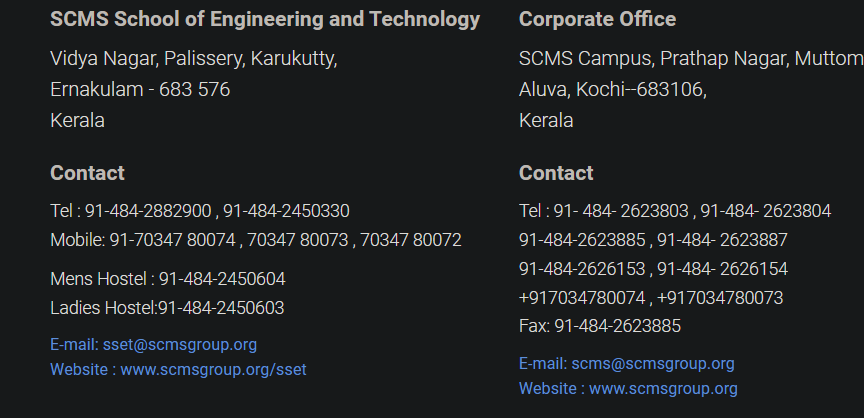 SCMS School of Engineering and Technology
Vidya Nagar, Palissery, Karukutty,
Ernakulam - 683 576
Kerala
Contact
Tel : 91-484-2882900 , 91-484-2450330
Mobile: 91-70347 80074 , 70347 80073 , 70347 80072
Mens Hostel : 91-484-2450604
Ladies Hostel:91-484-2450603
E-mail: sset@scmsgroup.org
Website : www.scmsgroup.org/sset
Corporate Office
SCMS Campus, Prathap Nagar, Muttom
Aluva, Kochi--683106,
Kerala
Contact
Tel : 91- 484- 2623803 , 91-484- 2623804
91-484-2623885 , 91-484- 2623887
91-484-2626153 , 91-484- 2626154
+917034780074 , +917034780073
Fax: 91-484-2623885
E-mail: scms@scmsgroup.org
Website : www.scmsgroup.org